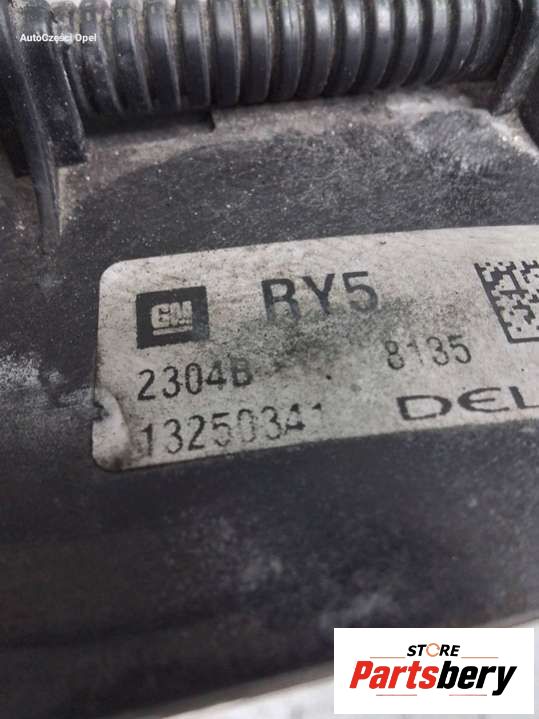 AutoCzęści Opel
GM RY5
2304B 8135
13250341 DEL
STORE
Partsbery